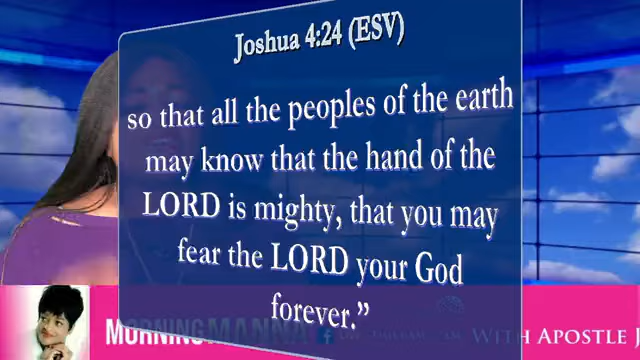 Joshua 4:24 (ESV)
so that all the peoples of the earth
may know that the hand of the
LORD is mighty, that you may
fear the LORD your God
forever.”
MORNING MANNA
WITH APOSTLE J